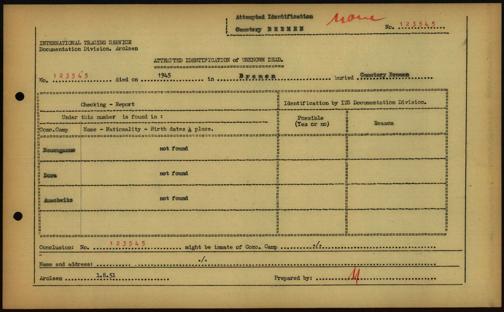 Attempted Identification
Cemetery BREMEN
none
No. 123545
INTERNATIONAL TRACING SERVICE
Documentation Division. Arolsen
ATTEMPTED IDENTIFICATION of UNKNOWN DEAD.
No. 123545 died on 1945 in Bremen buried Cemetery Bremen
Checking - Report
Identification by ITS Documentation Division.
Under this number is found in :
Possible
(Yes or no)
Reason
Conc.Camp
Name - Nationality - Birth dates & place.
Neuengamme not found
Dora not found
Auschwitz not found
Conclusion: No. 123545 might be inmate of Conc. Camp ./.
Name and address: ./.
Arolsen 1.8.51 Prepared by: